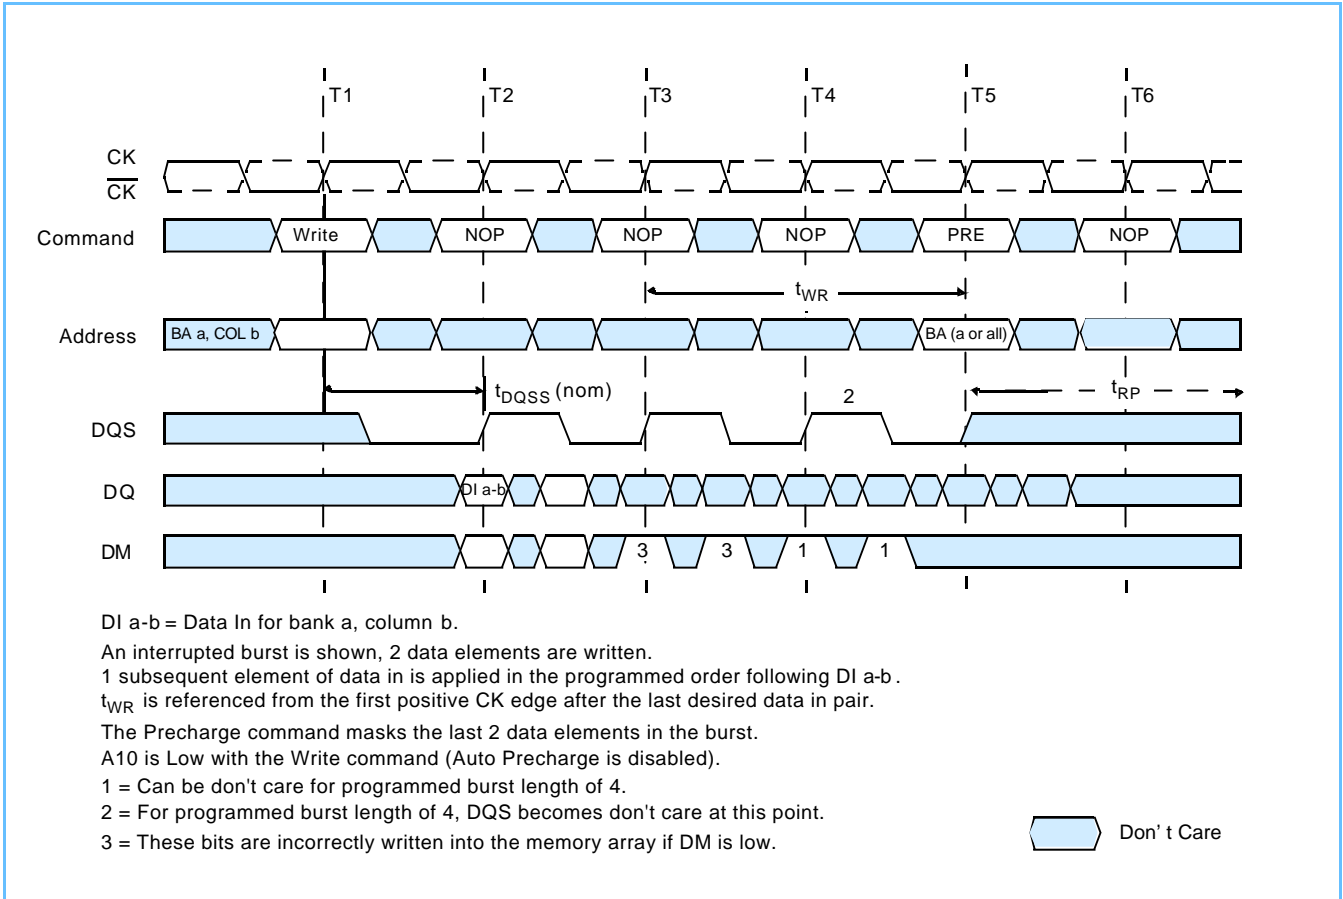 T1 T2 T3 T4 T5 T6
CK
CK
Command Write NOP NOP NOP PRE NOP
tWR
Address BA a, COL b BA (a or all)
tDQSS (nom) 2 tRP
DQS
DQ DI a-b
DM 3 3 1 1
DI a-b = Data In for bank a, column b.
An interrupted burst is shown, 2 data elements are written.
1 subsequent element of data in is applied in the programmed order following DI a-b.
tWR is referenced from the first positive CK edge after the last desired data in pair.
The Precharge command masks the last 2 data elements in the burst.
A10 is Low with the Write command (Auto Precharge is disabled).
1 = Can be don't care for programmed burst length of 4.
2 = For programmed burst length of 4, DQS becomes don't care at this point.
3 = These bits are incorrectly written into the memory array if DM is low.
Don' t Care